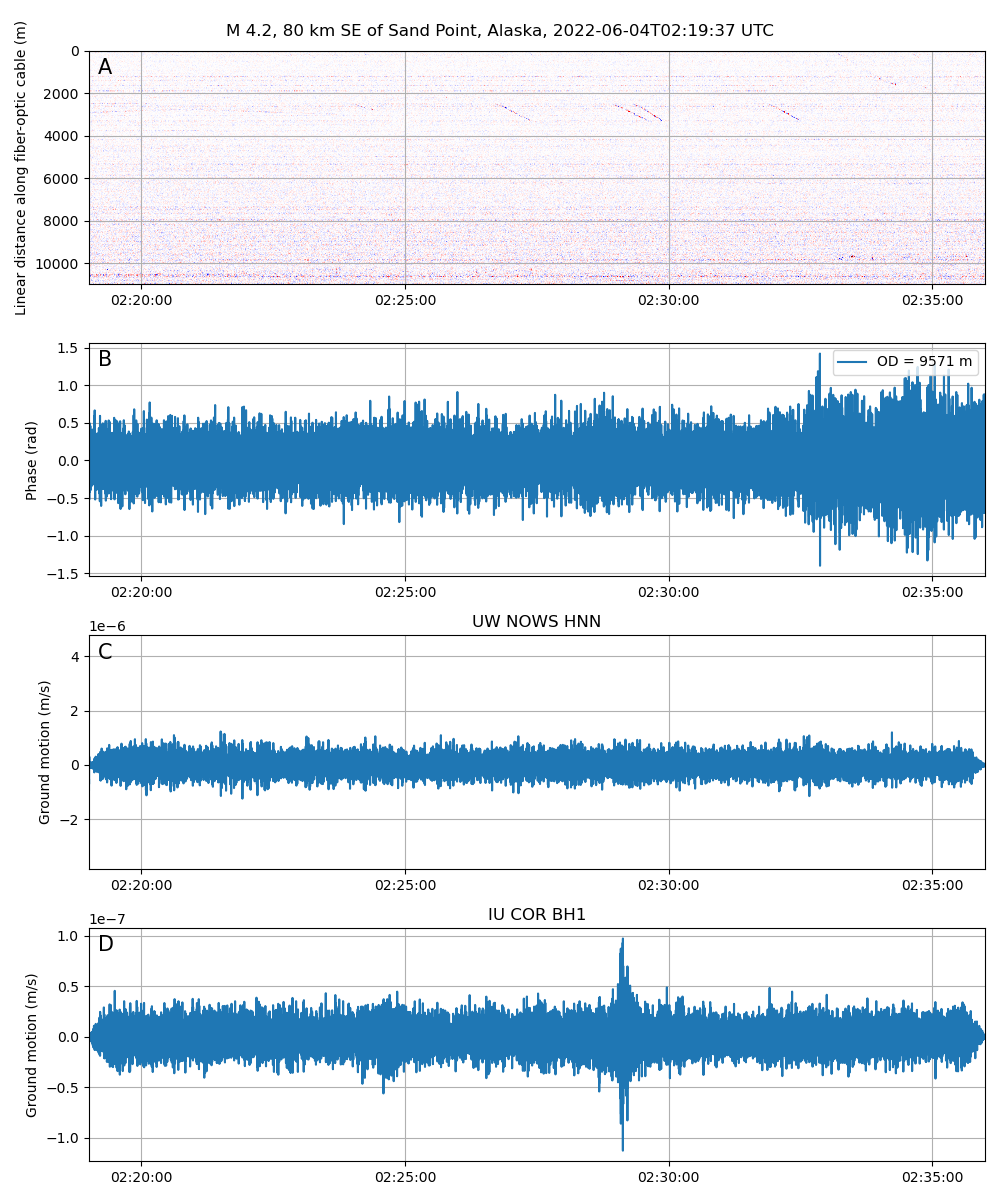 M 4.2, 80 km SE of Sand Point, Alaska, 2022-06-04T02:19:37 UTC
A
Linear distance along fiber-optic cable (m)
0
2000
4000
6000
8000
10000
02:20:00 02:25:00 02:30:00 02:35:00
B
OD = 9571 m
Phase (rad)
1.5
1.0
0.5
0.0
−0.5
−1.0
−1.5
02:20:00 02:25:00 02:30:00 02:35:00
UW NOWS HNN
1e−6
C
Ground motion (m/s)
4
2
0
−2
02:20:00 02:25:00 02:30:00 02:35:00
IU COR BH1
1e−7
D
Ground motion (m/s)
1.0
0.5
0.0
−0.5
−1.0
02:20:00 02:25:00 02:30:00 02:35:00